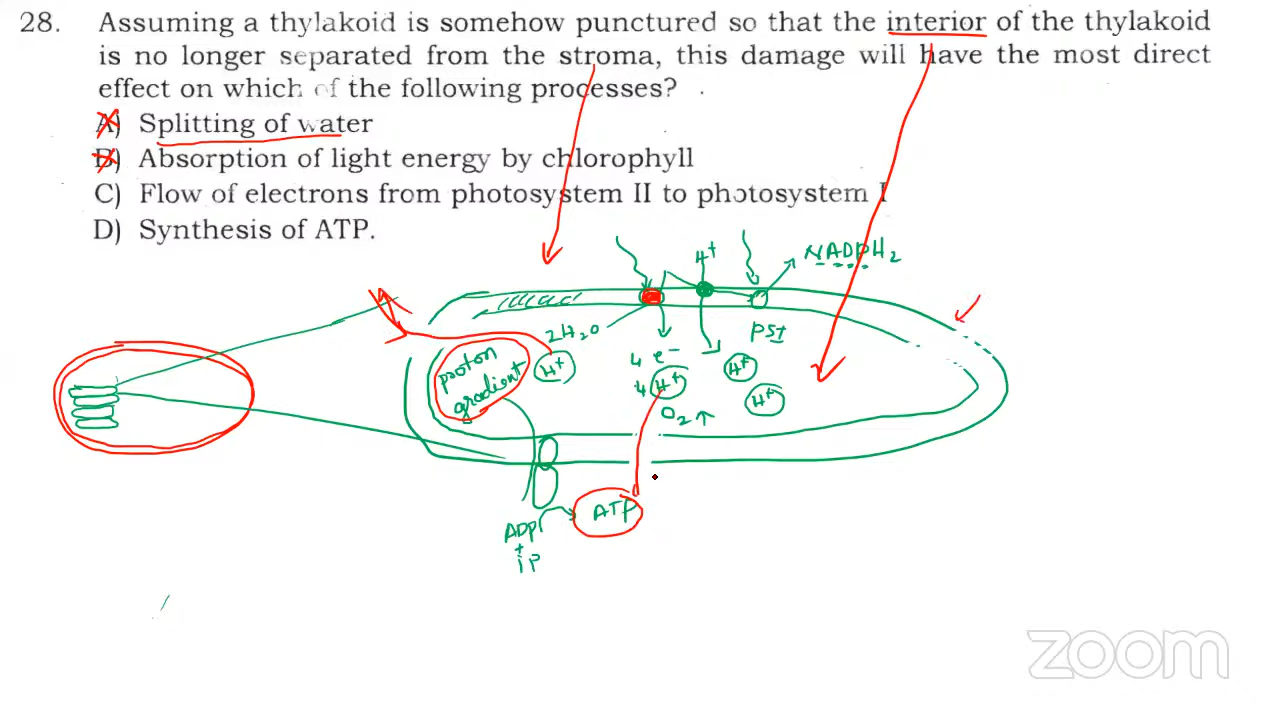 28. Assuming a thylakoid is somehow punctured so that the interior of the thylakoid
is no longer separated from the stroma, this damage will have the most direct
effect on which of the following processes?
A) Splitting of water
B) Absorption of light energy by chlorophyll
C) Flow of electrons from photosystem II to photosystem I
D) Synthesis of ATP.
4+
NADPH2
2H2O
PSI
proton
gradient
H+
4 e-
4 H+
H+
H+
O2 ↑
ATP
ADP
+
iP
zoom